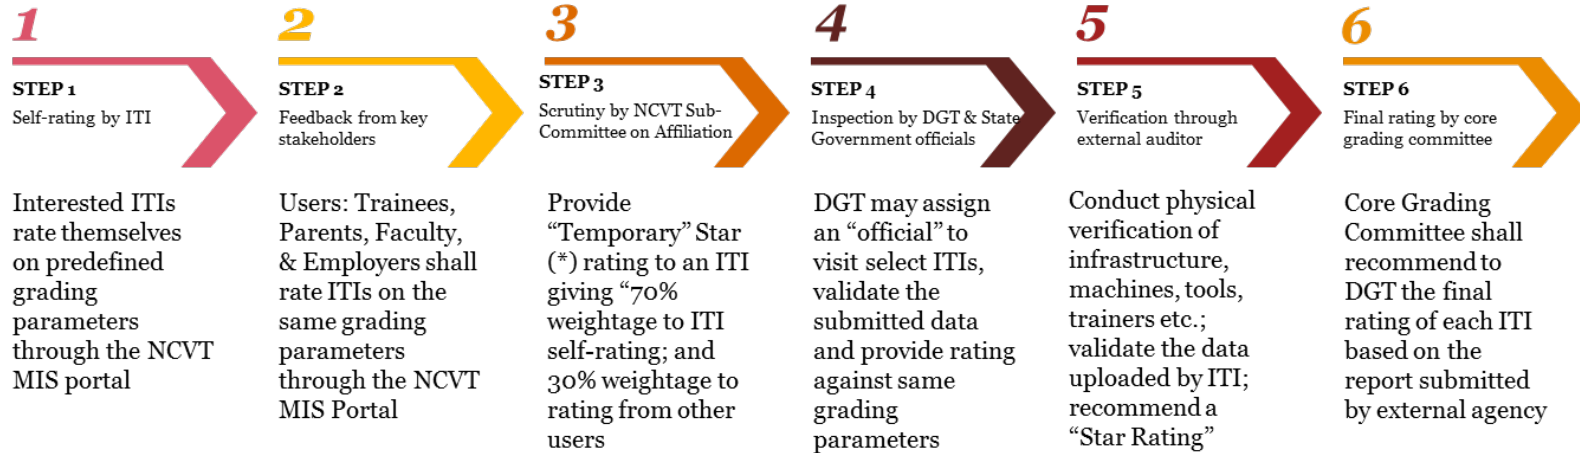 1
STEP 1
Self-rating by ITI
Interested ITIs
rate themselves
on predefined
grading
parameters
through the NCVT
MIS portal
2
STEP 2
Feedback from key
stakeholders
Users: Trainees,
Parents, Faculty,
& Employers shall
rate ITIs on the
same grading
parameters
through the NCVT
MIS Portal
3
STEP 3
Scrutiny by NCVT Sub-
Committee on Affiliation
Provide
“Temporary” Star
(*) rating to an ITI
giving “70%
weightage to ITI
self-rating; and
30% weightage to
rating from other
users
4
STEP 4
Inspection by DGT & State
Government officials
DGT may assign
an “official” to
visit select ITIs,
validate the
submitted data
and provide rating
against same
grading
parameters
5
STEP 5
Verification through
external auditor
Conduct physical
verification of
infrastructure,
machines, tools,
trainers etc.;
validate the data
uploaded by ITI;
recommend a
“Star Rating”
6
STEP 6
Final rating by core
grading committee
Core Grading
Committee shall
recommend to
DGT the final
rating of each ITI
based on the
report submitted
by external agency